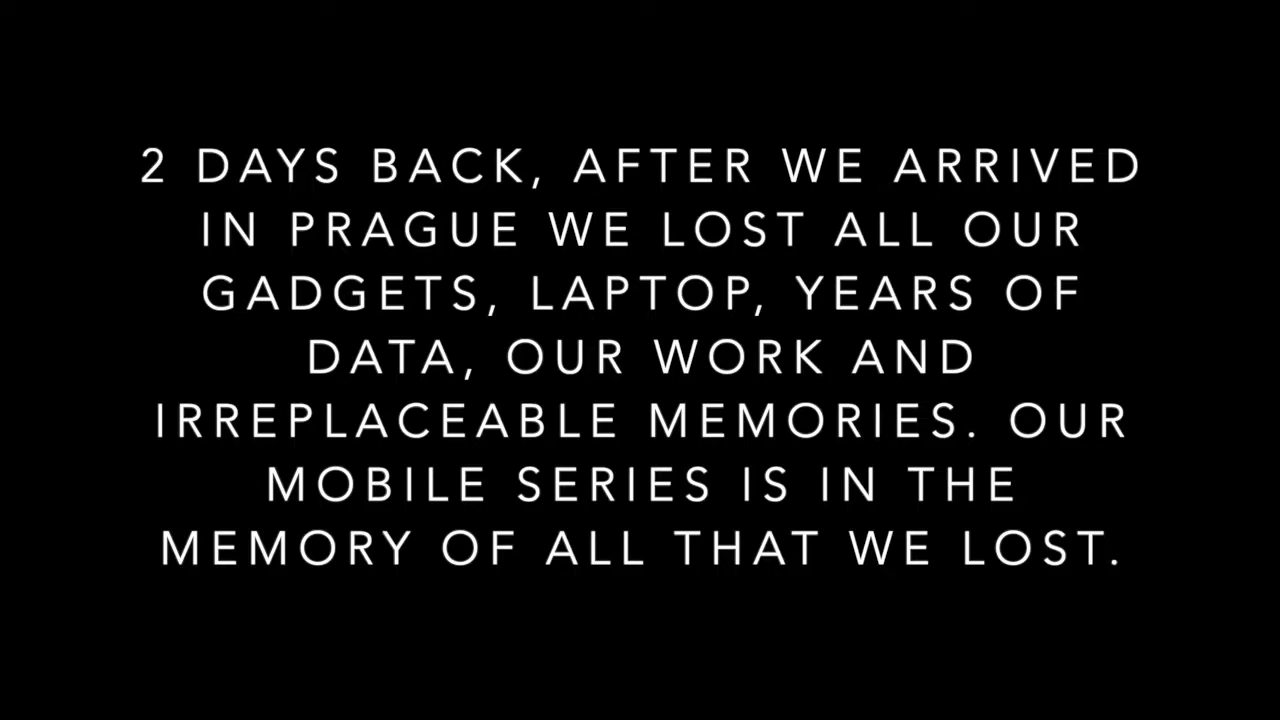 2 DAYS BACK, AFTER WE ARRIVED
IN PRAGUE WE LOST ALL OUR
GADGETS, LAPTOP, YEARS OF
DATA, OUR WORK AND
IRREPLACEABLE MEMORIES. OUR
MOBILE SERIES IS IN THE
MEMORY OF ALL THAT WE LOST.